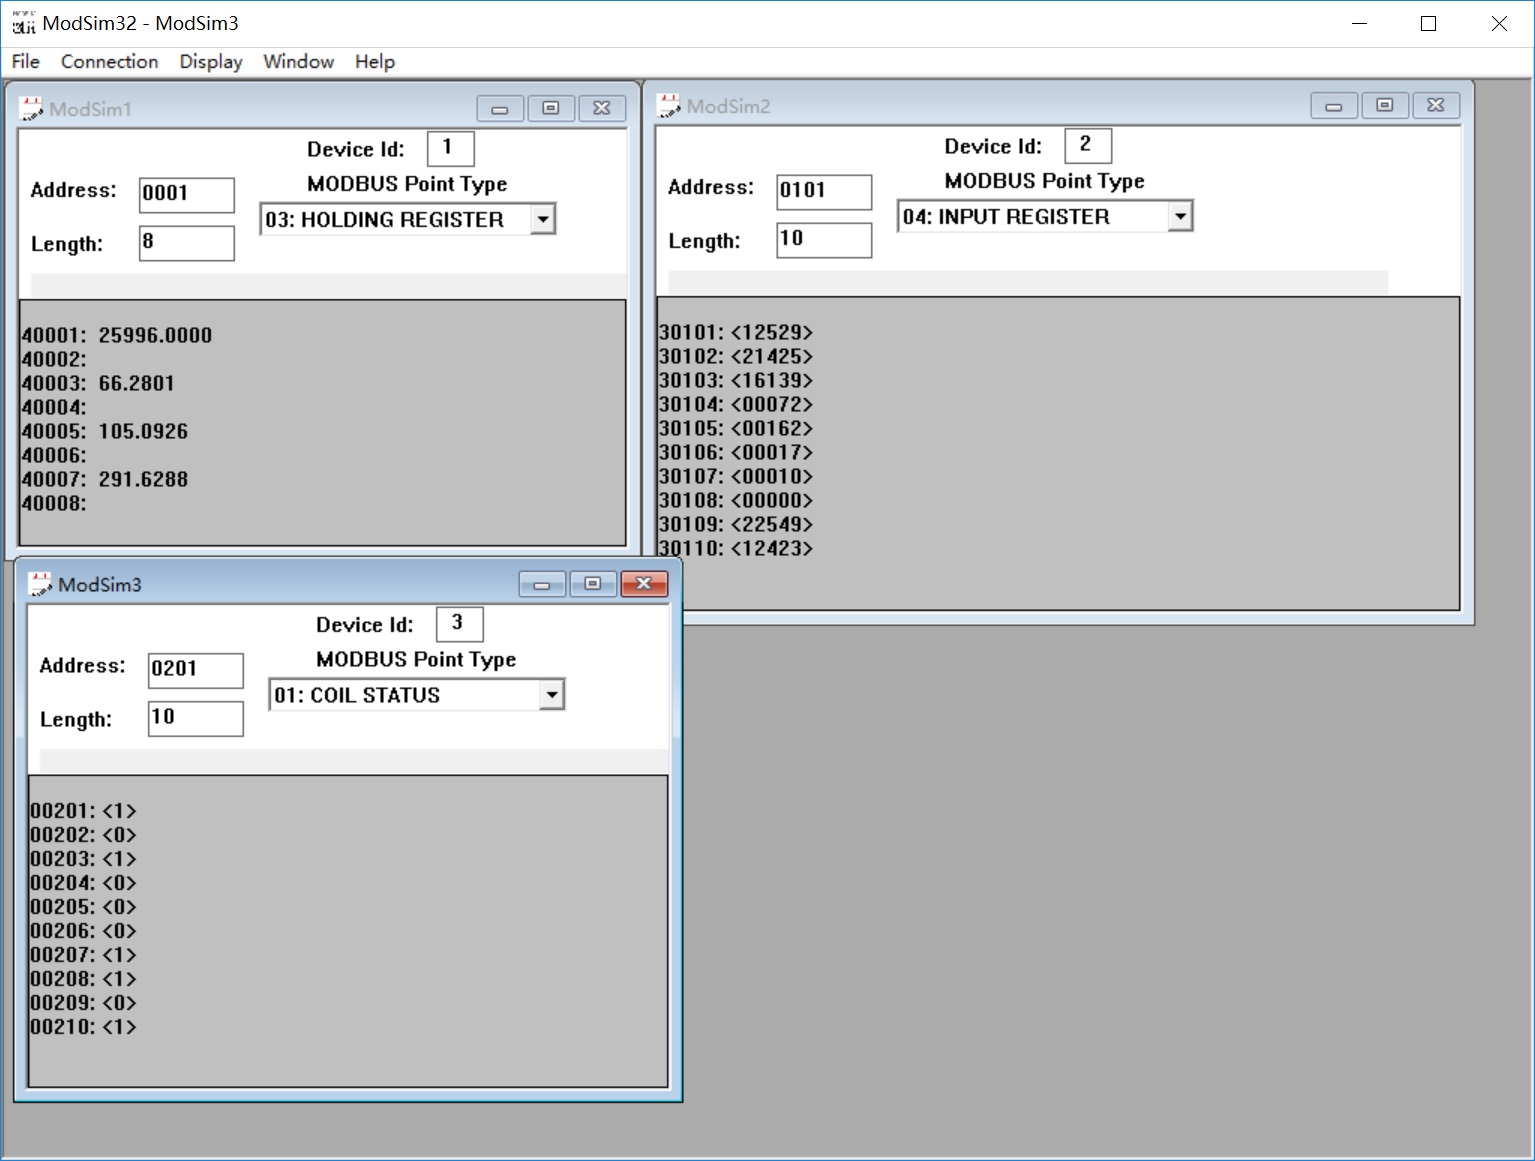 ModSim32 - ModSim3
File Connection Display Window Help
ModSim1
Device Id: 1
Address: 0001
MODBUS Point Type
03: HOLDING REGISTER
Length: 8
40001: 25996.0000
40002:
40003: 66.2801
40004:
40005: 105.0926
40006:
40007: 291.6288
40008:
ModSim2
Device Id: 2
Address: 0101
MODBUS Point Type
04: INPUT REGISTER
Length: 10
30101: <12529>
30102: <21425>
30103: <16139>
30104: <00072>
30105: <00162>
30106: <00017>
30107: <00010>
30108: <00000>
30109: <22549>
30110: <12423>
ModSim3
Device Id: 3
Address: 0201
MODBUS Point Type
01: COIL STATUS
Length: 10
00201: <1>
00202: <0>
00203: <1>
00204: <0>
00205: <0>
00206: <0>
00207: <1>
00208: <1>
00209: <0>
00210: <1>